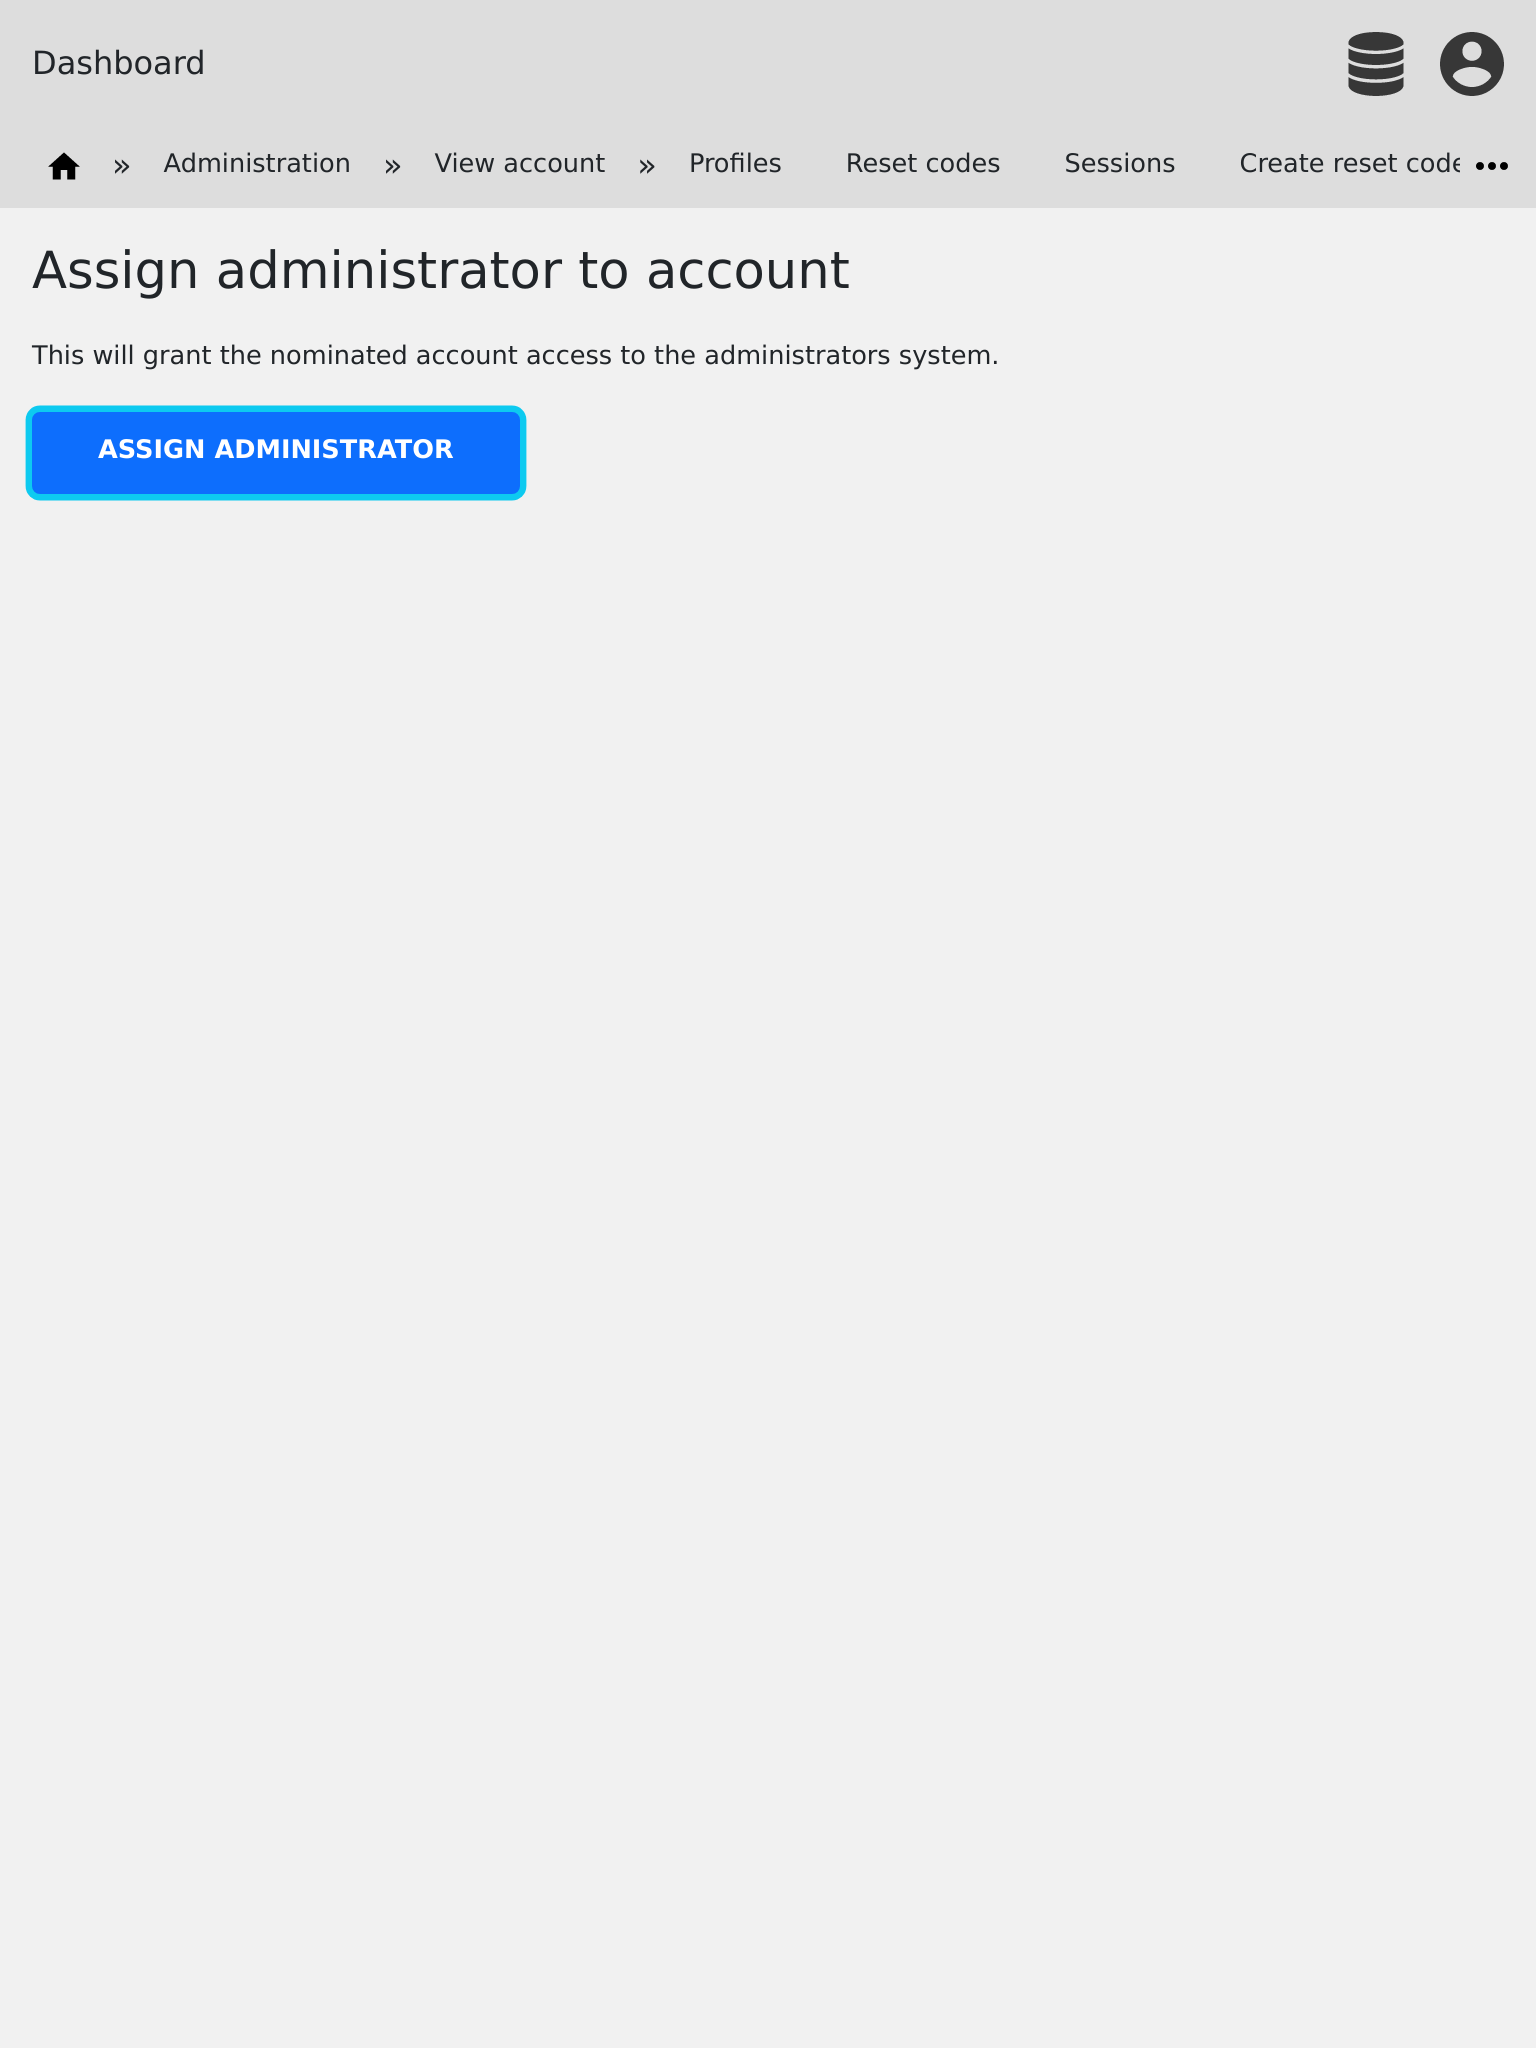 Dashboard
» Administration » View account » Profiles Reset codes Sessions Create reset code
Assign administrator to account
This will grant the nominated account access to the administrators system.
ASSIGN ADMINISTRATOR